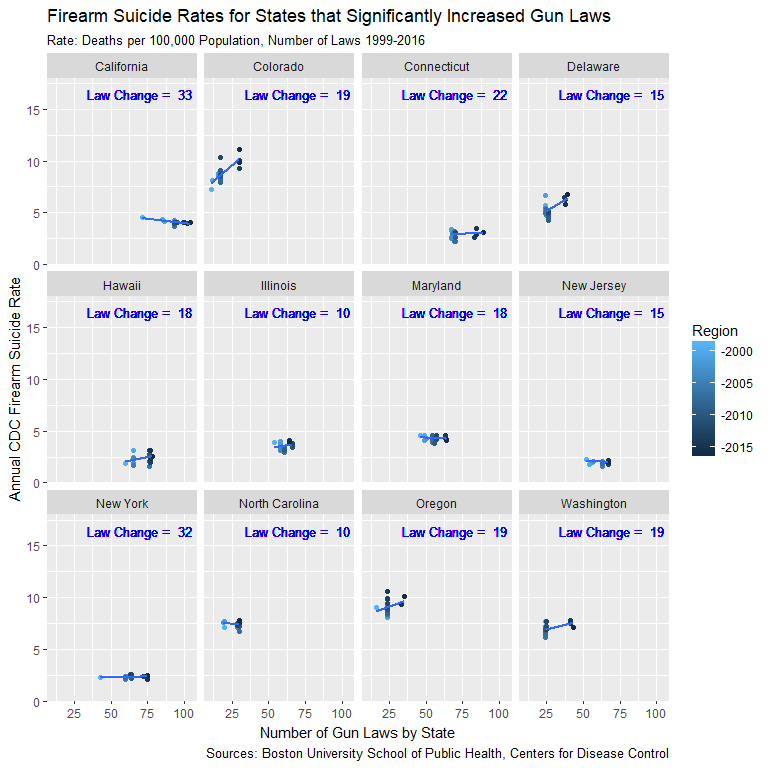 Firearm Suicide Rates for States that Significantly Increased Gun Laws
Rate: Deaths per 100,000 Population, Number of Laws 1999-2016
California Colorado Connecticut Delaware
Law Change = 33 Law Change = 19 Law Change = 22 Law Change = 15
15
10
5
0
Hawaii Illinois Maryland New Jersey
Law Change = 18 Law Change = 10 Law Change = 18 Law Change = 15
15
10
5
0
New York North Carolina Oregon Washington
Law Change = 32 Law Change = 10 Law Change = 19 Law Change = 19
15
10
5
0
25 50 75 100 25 50 75 100 25 50 75 100 25 50 75 100
Annual CDC Firearm Suicide Rate
Number of Gun Laws by State
Sources: Boston University School of Public Health, Centers for Disease Control
Region
-2000
-2005
-2010
-2015